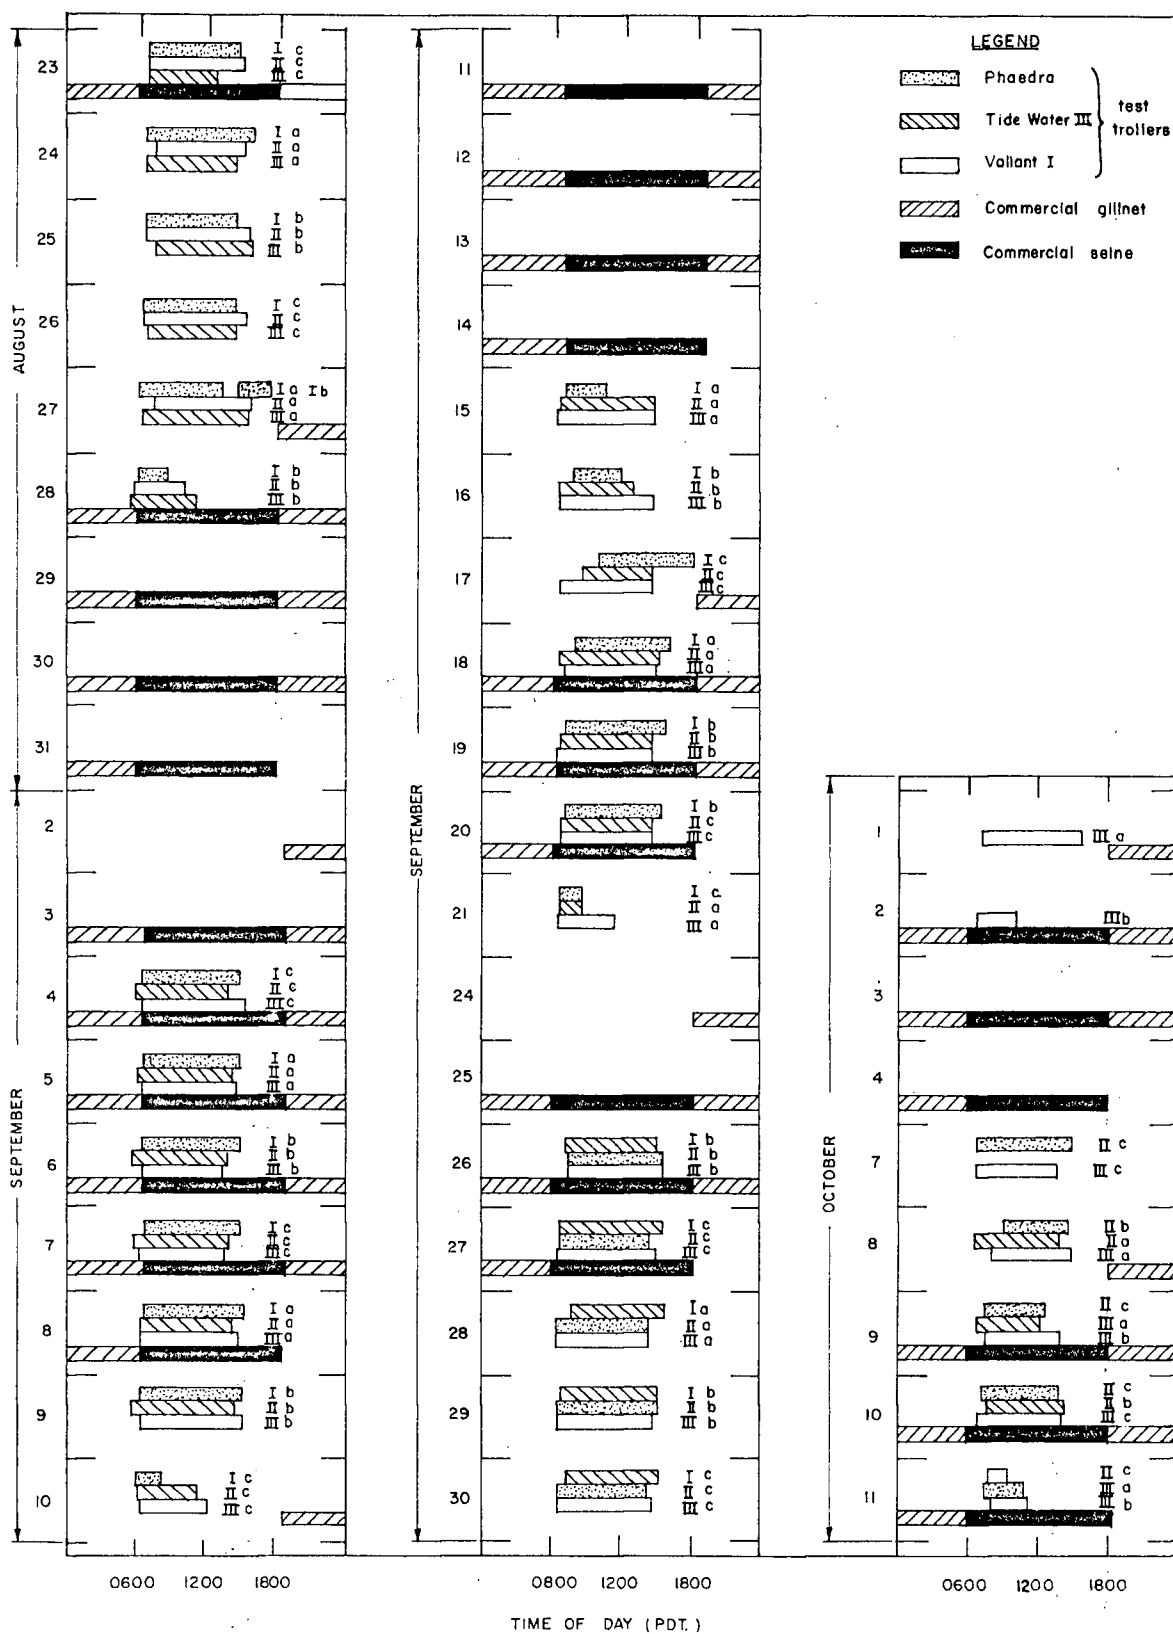 LEGEND
Phaedra
Tide Water III
Valiant I
test
trollers
Commercial gillnet
Commercial seine
AUGUST
23
I c
II c
III c
24
I a
II a
III a
25
I b
II b
III b
26
I c
II c
III c
27
I a I b
II a
III a
28
I b
II b
III b
29
30
31
SEPTEMBER
2
3
4
I c
II c
III c
5
I a
II a
III a
6
I b
II b
III b
7
I c
II c
III c
8
I a
II a
III a
9
I b
II b
III b
10
I c
II c
III c
0600 1200 1800
SEPTEMBER
11
12
13
14
15
I a
II a
III a
16
I b
II b
III b
17
I c
II c
III c
18
I a
II a
III a
19
I b
II b
III b
20
I b
II c
III c
21
I c
II a
III a
24
25
26
I b
II b
III b
27
I c
II c
III c
28
I a
II a
III a
29
I b
II b
III b
30
I c
II c
III c
0800 1200 1800
OCTOBER
1
III a
2
III b
3
4
7
II c
III c
8
II b
II a
III a
9
II c
III a
III b
10
II c
II b
III c
11
II c
III a
III b
0600 1200 1800
TIME OF DAY (PDT.)